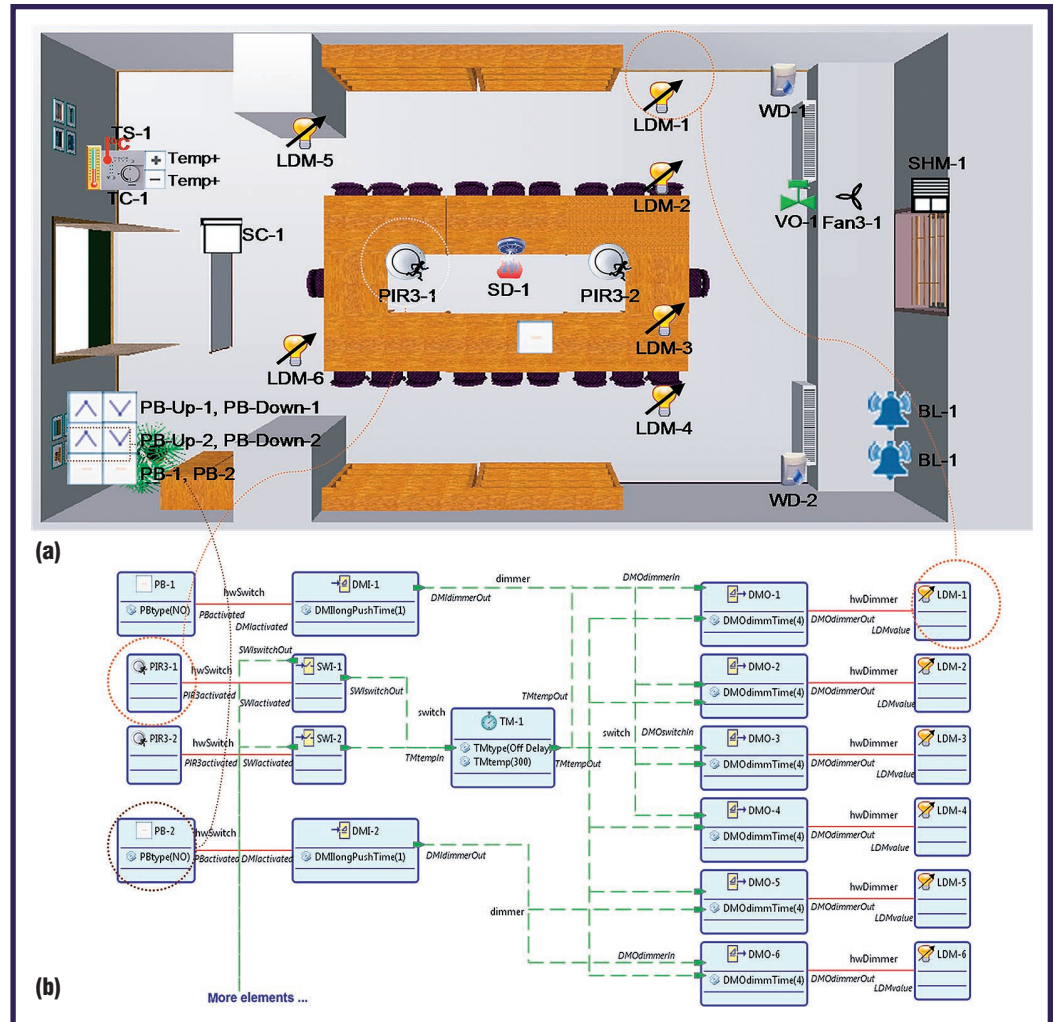 TS-1
°C
Temp+
Temp+
TC-1
LDM-5
LDM-1
WD-1
SHM-1
LDM-2
VO-1
Fan3-1
SC-1
PIR3-1
SD-1
PIR3-2
LDM-3
LDM-6
LDM-4
PB-Up-1, PB-Down-1
PB-Up-2, PB-Down-2
PB-1, PB-2
BL-1
BL-1
WD-2
(a)
PB-1
PBtype(NO)
hwSwitch
PBactivated
DMIactivated
DMI-1
DMIlongPushTime(1)
DMIdimmerOut
dimmer
DMOdimmerIn
DMO-1
DMOdimmTime(4)
hwDimmer
DMOdimmerOut
LDMvalue
LDM-1
PIR3-1
hwSwitch
PIR3activated
SWIswitchOut
SWIactivated
SWI-1
SWIswitchOut
switch
DMO-2
DMOdimmTime(4)
hwDimmer
DMOdimmerOut
LDMvalue
LDM-2
PIR3-2
hwSwitch
PIR3activated
SWIactivated
SWI-2
TMtempIn
TM-1
TMtype(Off Delay)
TMtemp(300)
TMtempOut
TMtempOut
switch
DMOswitchIn
DMO-3
DMOdimmTime(4)
hwDimmer
DMOdimmerOut
LDMvalue
LDM-3
DMO-4
DMOdimmTime(4)
hwDimmer
DMOdimmerOut
LDMvalue
LDM-4
PB-2
PBtype(NO)
hwSwitch
PBactivated
DMIactivated
DMI-2
DMIlongPushTime(1)
DMIdimmerOut
dimmer
DMO-5
DMOdimmTime(4)
hwDimmer
DMOdimmerOut
LDMvalue
LDM-5
DMOdimmerIn
DMO-6
DMOdimmTime(4)
hwDimmer
DMOdimmerOut
LDMvalue
LDM-6
(b)
More elements ...